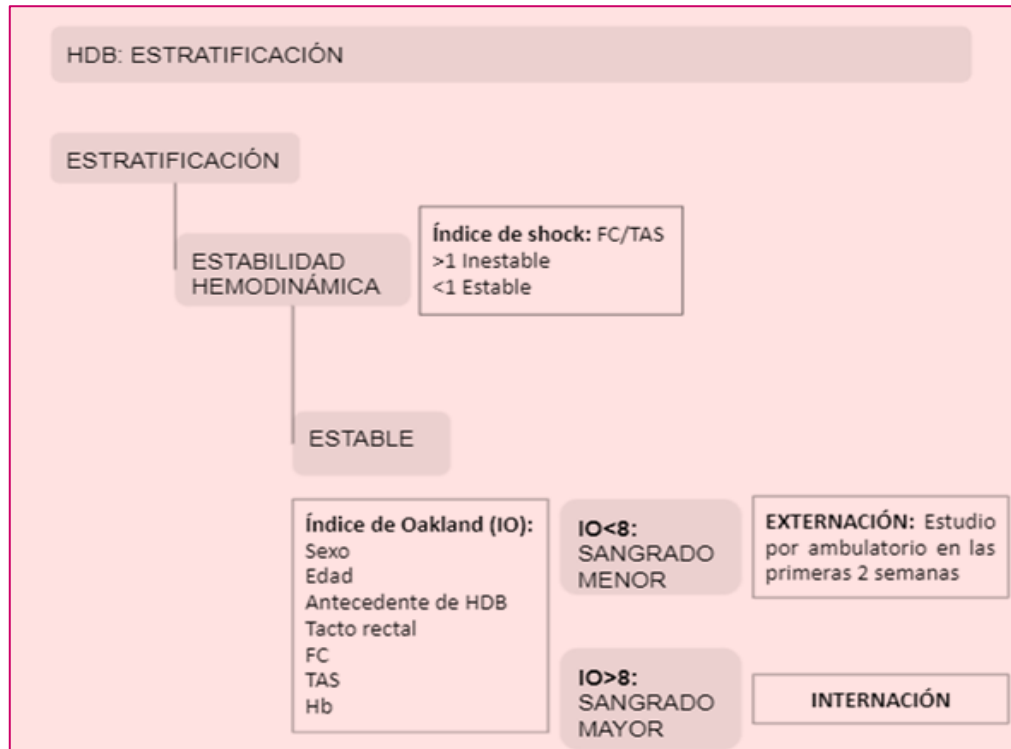 HDB: ESTRATIFICACIÓN
ESTRATIFICACIÓN
ESTABILIDAD
HEMODINÁMICA
Índice de shock: FC/TAS
>1 Inestable
<1 Estable
ESTABLE
Índice de Oakland (IO):
Sexo
Edad
Antecedente de HDB
Tacto rectal
FC
TAS
Hb
IO<8:
SANGRADO
MENOR
EXTERNACIÓN: Estudio
por ambulatorio en las
primeras 2 semanas
IO>8:
SANGRADO
MAYOR
INTERNACIÓN